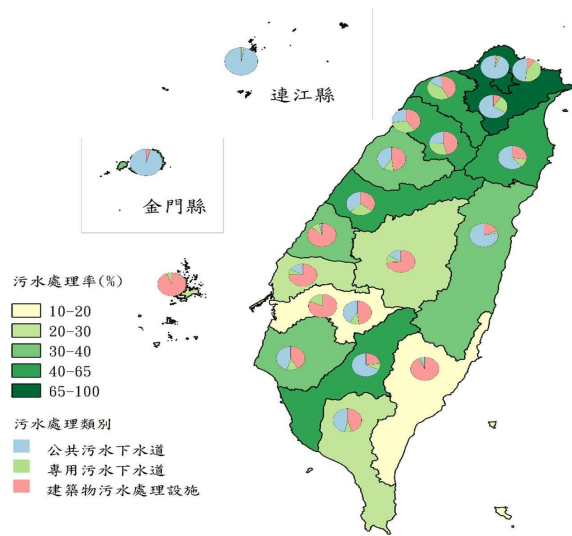 連江縣
金門縣
污水處理率(%)
10-20
20-30
30-40
40-65
65-100
污水處理類別
公共污水下水道
專用污水下水道
建築物污水處理設施